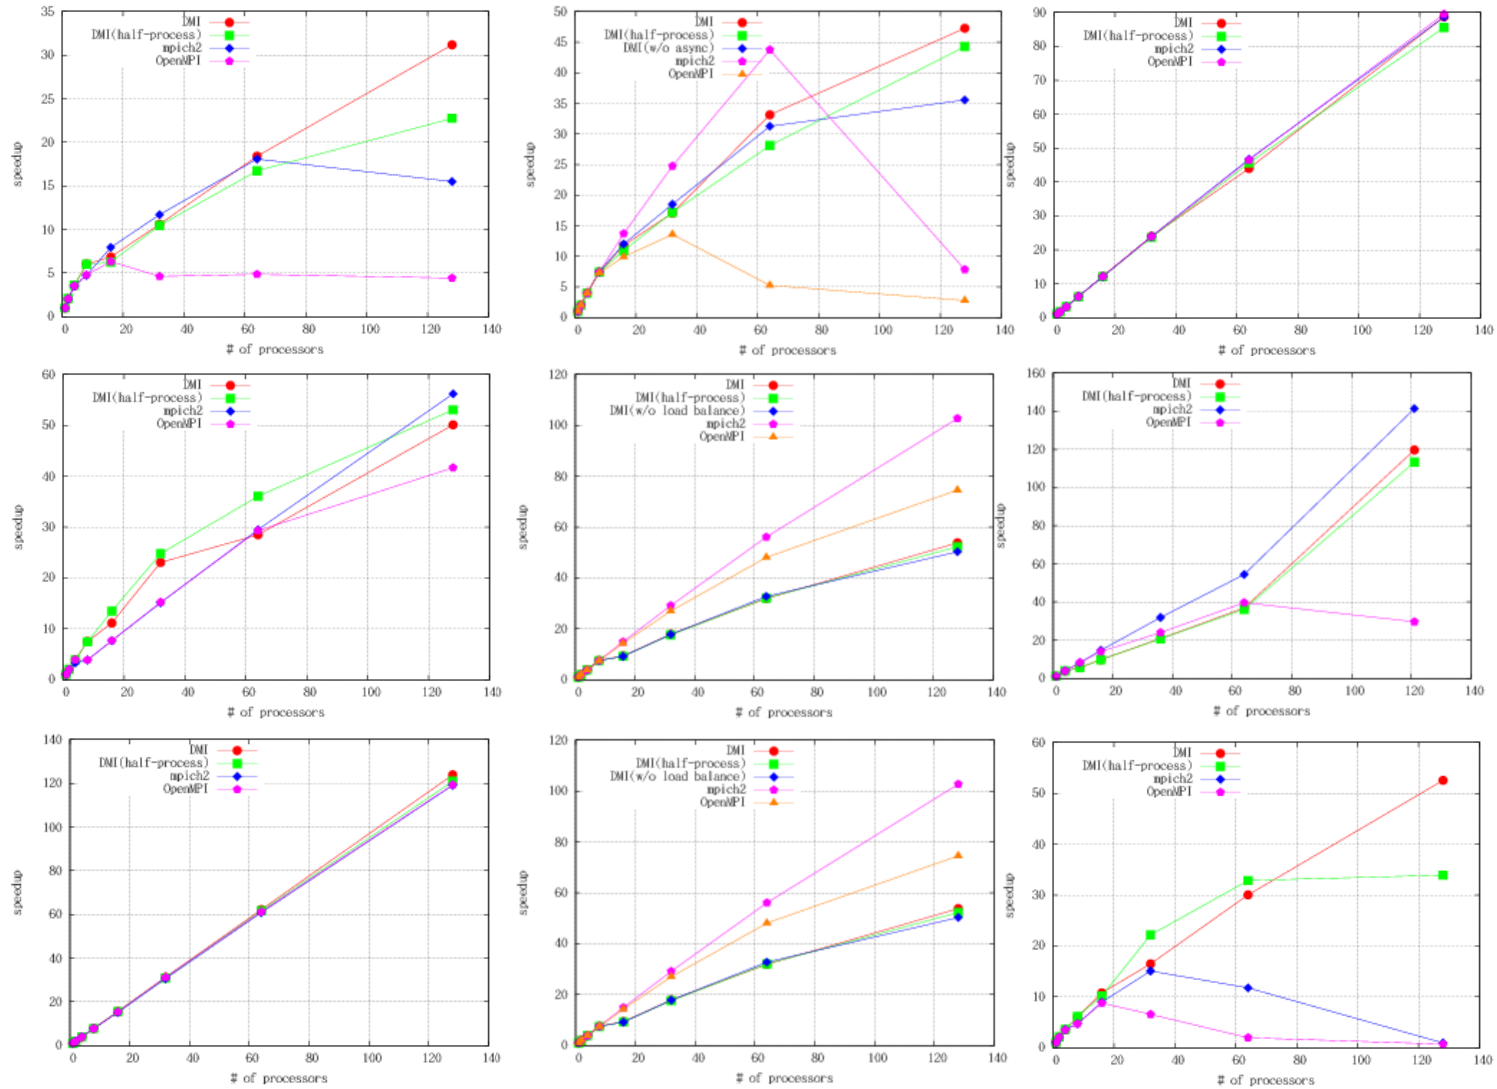 35
30
25
20
15
10
5
0
0 20 40 60 80 100 120 140
speedup
# of processors
DMI
DMI(half-process)
mpich2
OpenMPI
50
45
40
35
30
25
20
15
10
5
0
0 20 40 60 80 100 120 140
speedup
# of processors
DMI
DMI(half-process)
DMI(w/o async)
mpich2
OpenMPI
90
80
70
60
50
40
30
20
10
0
0 20 40 60 80 100 120 140
speedup
# of processors
DMI
DMI(half-process)
mpich2
OpenMPI
60
50
40
30
20
10
0
0 20 40 60 80 100 120 140
speedup
# of processors
DMI
DMI(half-process)
mpich2
OpenMPI
120
100
80
60
40
20
0
0 20 40 60 80 100 120 140
speedup
# of processors
DMI
DMI(half-process)
DMI(w/o load balance)
mpich2
OpenMPI
160
140
120
100
80
60
40
20
0
0 20 40 60 80 100 120 140
speedup
# of processors
DMI
DMI(half-process)
mpich2
OpenMPI
140
120
100
80
60
40
20
0
0 20 40 60 80 100 120 140
speedup
# of processors
DMI
DMI(half-process)
mpich2
OpenMPI
120
100
80
60
40
20
0
0 20 40 60 80 100 120 140
speedup
# of processors
DMI
DMI(half-process)
DMI(w/o load balance)
mpich2
OpenMPI
60
50
40
30
20
10
0
0 20 40 60 80 100 120 140
speedup
# of processors
DMI
DMI(half-process)
mpich2
OpenMPI